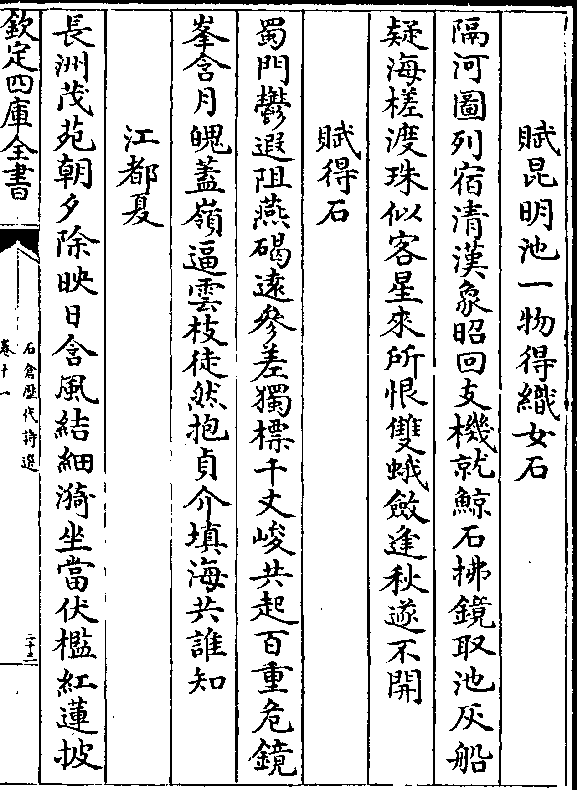 賦昆明池一物得織女石
隔河圖列宿清漢象昭回支機就鯨石拂鏡取池灰船
疑海槎渡珠似客星來所恨雙蛾斂逢秋遂不開
賦得石
蜀門鬱遐阻燕碣遠參差獨標千丈峻共起百重危鏡
峯含月魄蓋嶺逼雲枝徒然抱貞介填海共誰知
江都夏
長洲茂苑朝夕除映日含風結細漪坐當伏檻紅蓮披
欽定四庫全書
石倉歷代詩選
卷十一
二十三